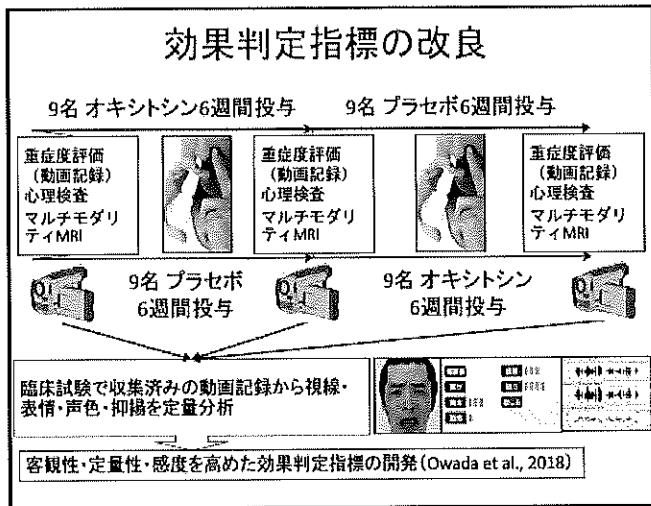 効果判定指標の改良
9名 オキシトシン6週間投与
9名 プラセボ6週間投与
重症度評価
(動画記録)
心理検査
マルチモダリ
ティMRI
重症度評価
(動画記録)
心理検査
マルチモダリ
ティMRI
重症度評価
(動画記録)
心理検査
マルチモダリ
ティMRI
9名 プラセボ
6週間投与
9名 オキシトシン
6週間投与
臨床試験で収集済みの動画記録から視線・
表情・声色・抑揚を定量分析
客観性・定量性・感度を高めた効果判定指標の開発(Owada et al., 2018)